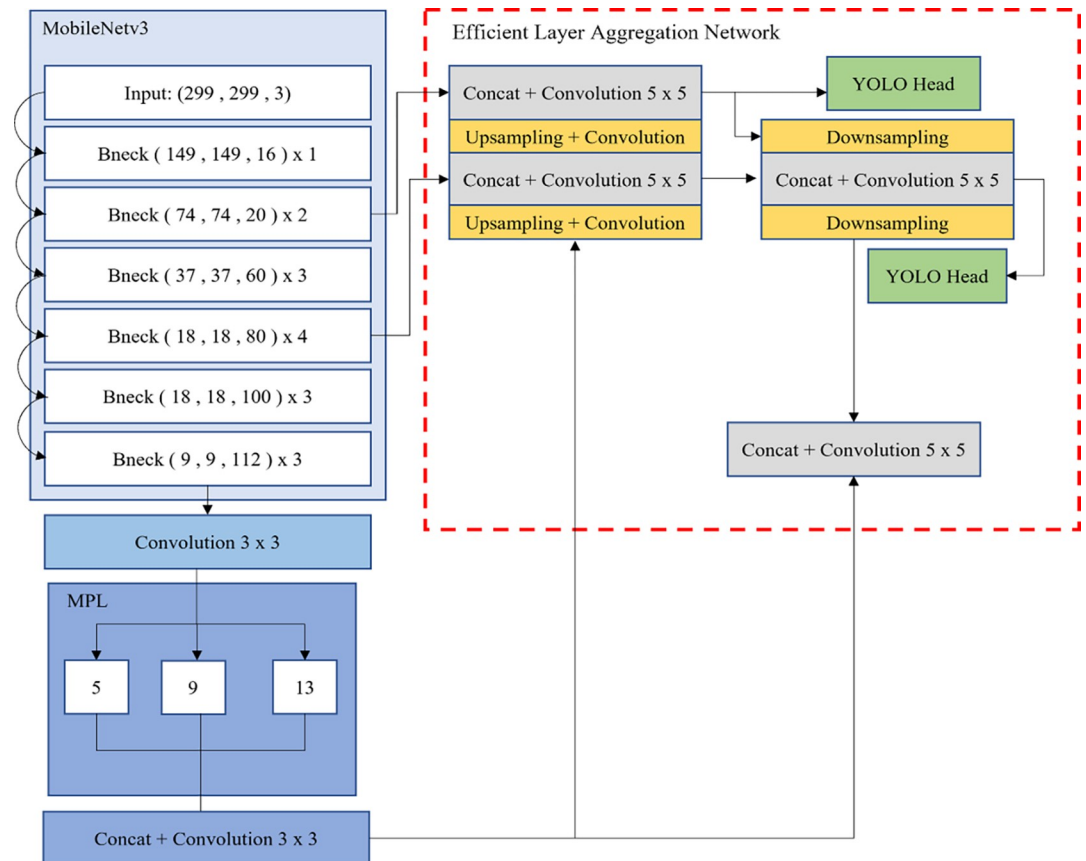 MobileNetv3
Input: (299 , 299 , 3)
Bneck ( 149 , 149 , 16 ) x 1
Bneck ( 74 , 74 , 20 ) x 2
Bneck ( 37 , 37 , 60 ) x 3
Bneck ( 18 , 18 , 80 ) x 4
Bneck ( 18 , 18 , 100 ) x 3
Bneck ( 9 , 9 , 112 ) x 3
Convolution 3 x 3
MPL
5
9
13
Concat + Convolution 3 x 3
Efficient Layer Aggregation Network
Concat + Convolution 5 x 5
Upsampling + Convolution
Concat + Convolution 5 x 5
Upsampling + Convolution
YOLO Head
Downsampling
Concat + Convolution 5 x 5
Downsampling
YOLO Head
Concat + Convolution 5 x 5